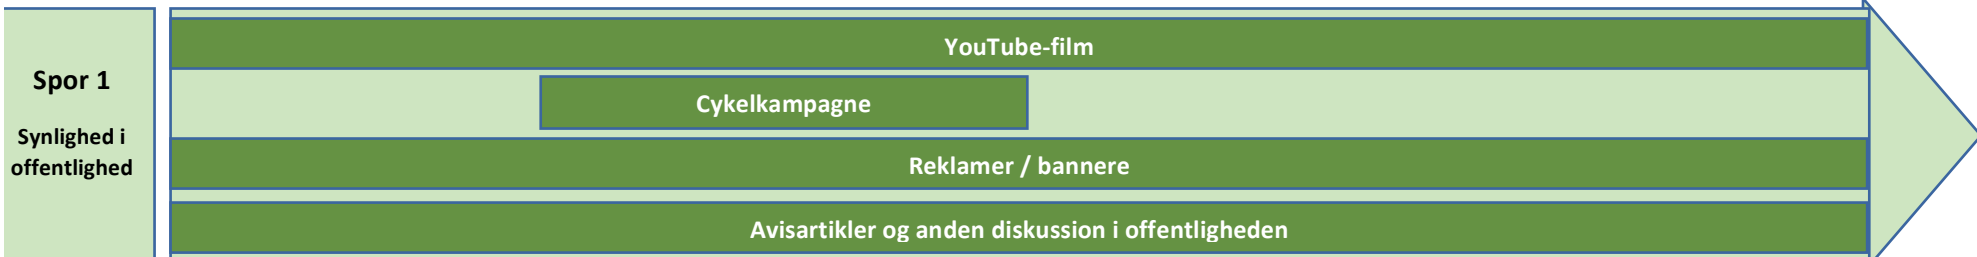 Spor 1
Synlighed i
offentlighed
YouTube-film
Cykelkampagne
Reklamer / bannere
Avisartikler og anden diskussion i offentligheden